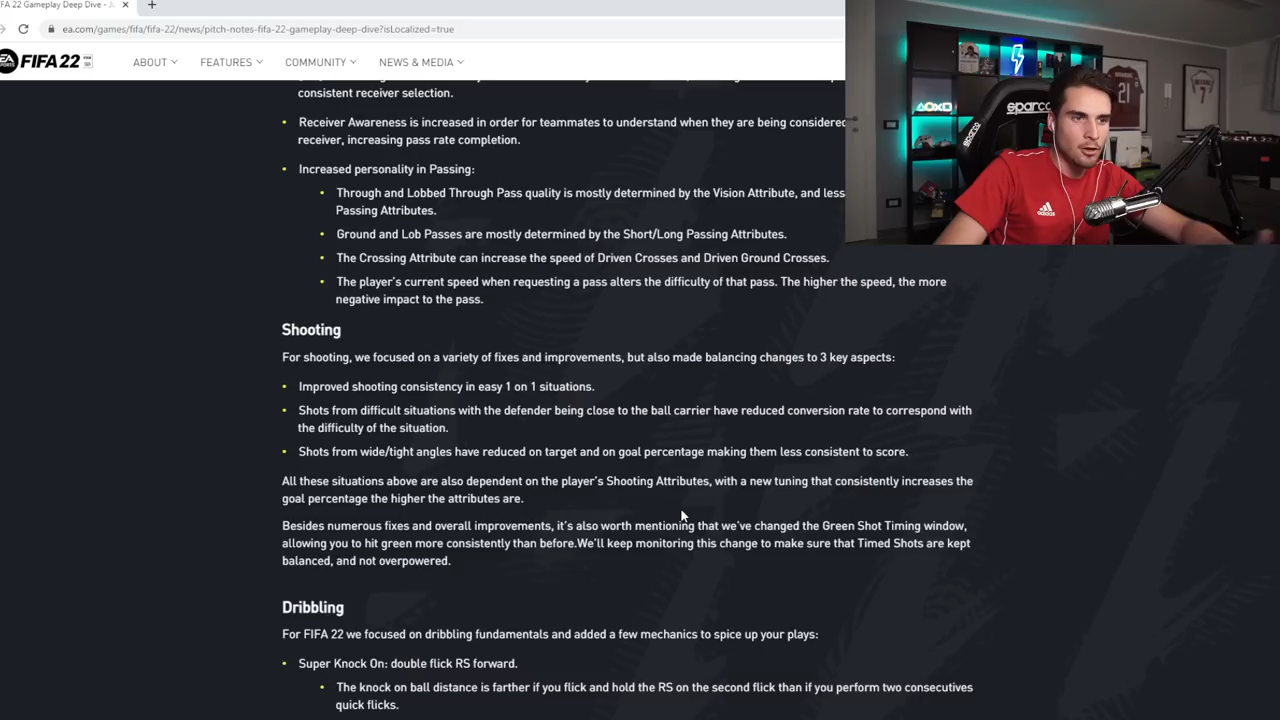 FA 22 Gameplay Deep Dive - 
ea.com/games/fifa/fifa-22/news/pitch-notes-fifa-22-gameplay-deep-dive?isLocalized=true
EA SPORTS FIFA 22
ABOUT FEATURES COMMUNITY NEWS & MEDIA
consistent receiver selection.
Receiver Awareness is increased in order for teammates to understand when they are being considered
receiver, increasing pass rate completion.
Increased personality in Passing:
Through and Lobbed Through Pass quality is mostly determined by the Vision Attribute, and less
Passing Attributes.
Ground and Lob Passes are mostly determined by the Short/Long Passing Attributes.
The Crossing Attribute can increase the speed of Driven Crosses and Driven Ground Crosses.
The player's current speed when requesting a pass alters the difficulty of that pass. The higher the speed, the more
negative impact to the pass.
Shooting
For shooting, we focused on a variety of fixes and improvements, but also made balancing changes to 3 key aspects:
Improved shooting consistency in easy 1 on 1 situations.
Shots from difficult situations with the defender being close to the ball carrier have reduced conversion rate to correspond with
the difficulty of the situation.
Shots from wide/tight angles have reduced on target and on goal percentage making them less consistent to score.
All these situations above are also dependent on the player's Shooting Attributes, with a new tuning that consistently increases the
goal percentage the higher the attributes are.
Besides numerous fixes and overall improvements, it's also worth mentioning that we've changed the Green Shot Timing window,
allowing you to hit green more consistently than before.We'll keep monitoring this change to make sure that Timed Shots are kept
balanced, and not overpowered.
Dribbling
For FIFA 22 we focused on dribbling fundamentals and added a few mechanics to spice up your plays:
Super Knock On: double flick RS forward.
The knock on ball distance is farther if you flick and hold the RS on the second flick than if you perform two consecutives
quick flicks.
sparco
sparco
adidas
21
7